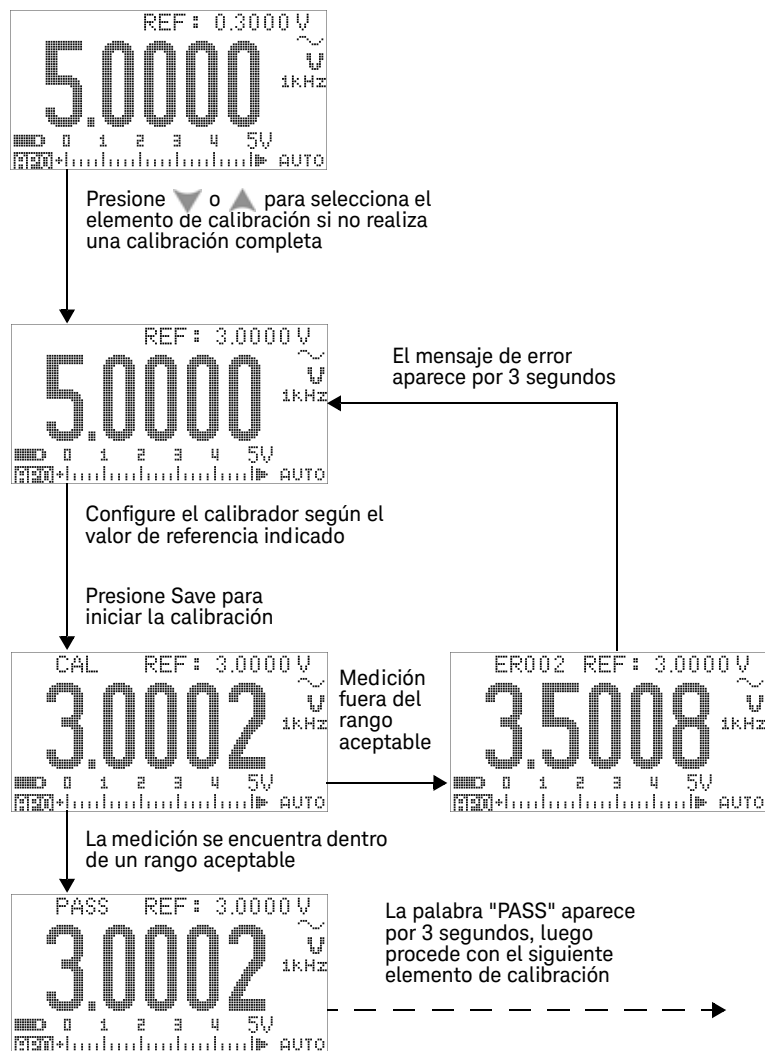 REF: 0.3000 V
5.0000
1kHz
0 1 2 3 4 5V
APO AUTO
Presione o para selecciona el
elemento de calibración si no realiza
una calibración completa
REF: 3.0000 V
5.0000
1kHz
0 1 2 3 4 5V
APO AUTO
El mensaje de error
aparece por 3 segundos
Configure el calibrador según el
valor de referencia indicado
Presione Save para
iniciar la calibración
CAL REF: 3.0000 V
3.0002
1kHz
0 1 2 3 4 5V
APO AUTO
Medición
fuera del
rango
aceptable
ER002 REF: 3.0000 V
3.5008
1kHz
0 1 2 3 4 5V
APO AUTO
La medición se encuentra dentro
de un rango aceptable
PASS REF: 3.0000 V
3.0002
1kHz
0 1 2 3 4 5V
APO AUTO
La palabra "PASS" aparece
por 3 segundos, luego
procede con el siguiente
elemento de calibración